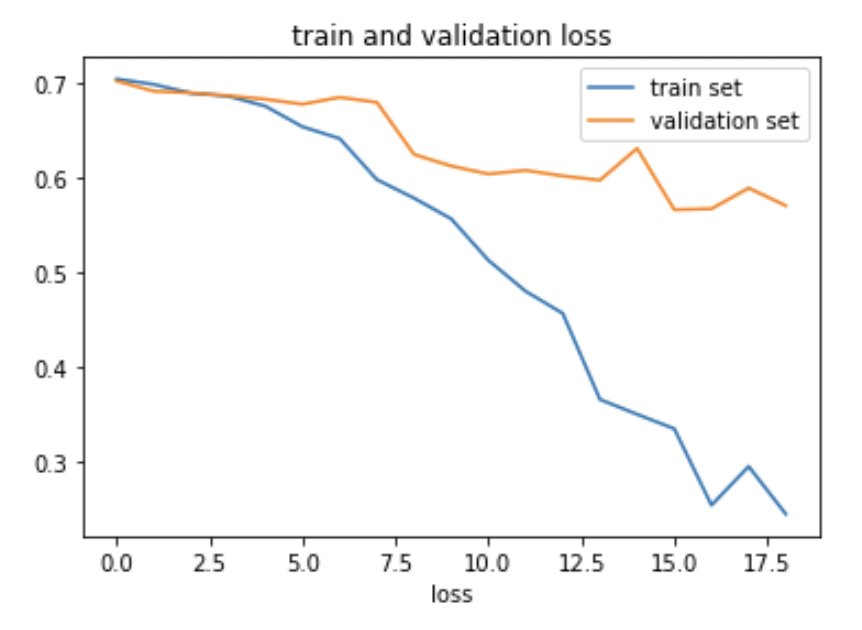 train and validation loss
train set
validation set
0.7
0.6
0.5
0.4
0.3
0.0 2.5 5.0 7.5 10.0 12.5 15.0 17.5
loss